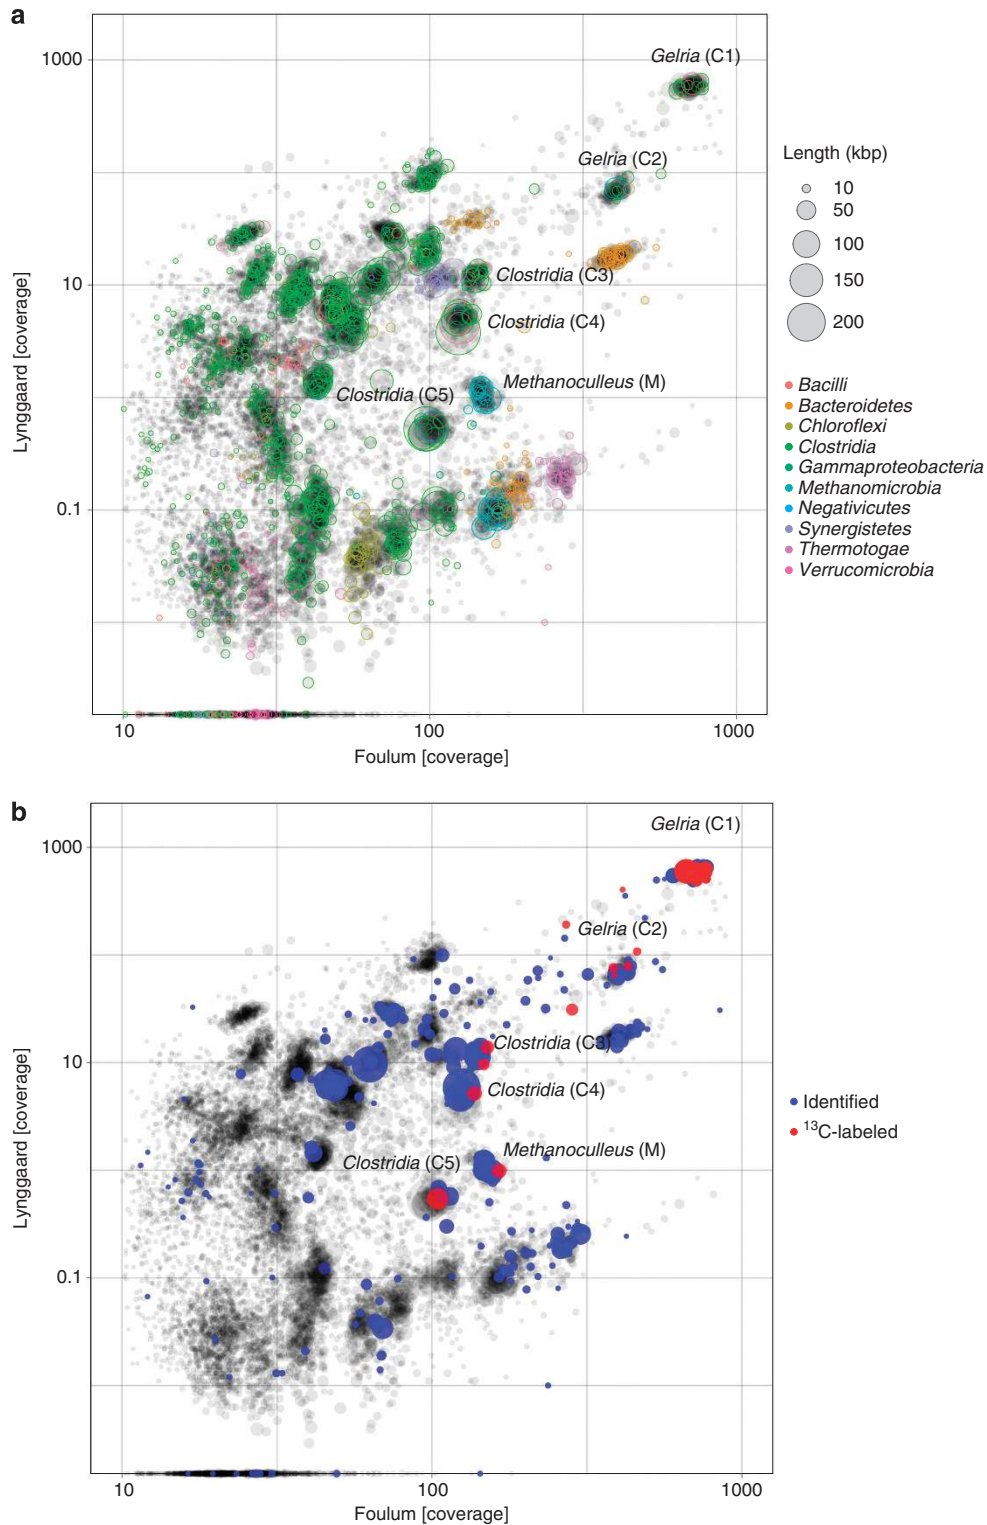 a
1000
10
0.1
Lynggaard [coverage]
Gelria (C1)
Gelria (C2)
Clostridia (C3)
Clostridia (C4)
Methanoculleus (M)
Clostridia (C5)
10
100
1000
Foulum [coverage]
Length (kbp)
10
50
100
150
200
Bacilli
Bacteroidetes
Chloroflexi
Clostridia
Gammaproteobacteria
Methanomicrobia
Negativicutes
Synergistetes
Thermotogae
Verrucomicrobia
b
1000
10
0.1
Lynggaard [coverage]
Gelria (C1)
Gelria (C2)
Clostridia (C3)
Clostridia (C4)
Methanoculleus (M)
Clostridia (C5)
10
100
1000
Foulum [coverage]
Identified
¹³C-labeled